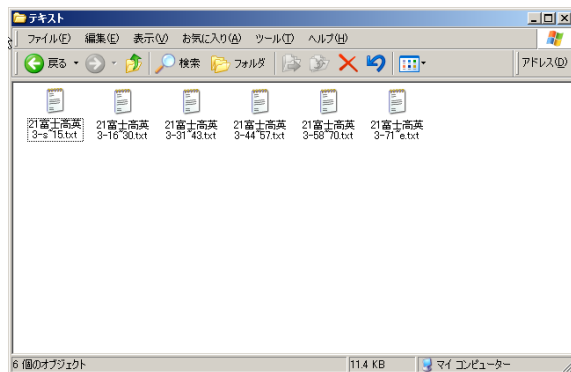 テキスト
ファイル(F) 編集(E) 表示(V) お気に入り(A) ツール(T) ヘルプ(H)
戻る 検索 フォルダ アドレス(D)
21富士高英 21富士高英 21富士高英 21富士高英 21富士高英 21富士高英
3-s~15.txt 3-16~30.txt 3-31~43.txt 3-44~57.txt 3-58~70.txt 3-71~e.txt
6 個のオブジェクト 11.4 KB マイ コンピューター